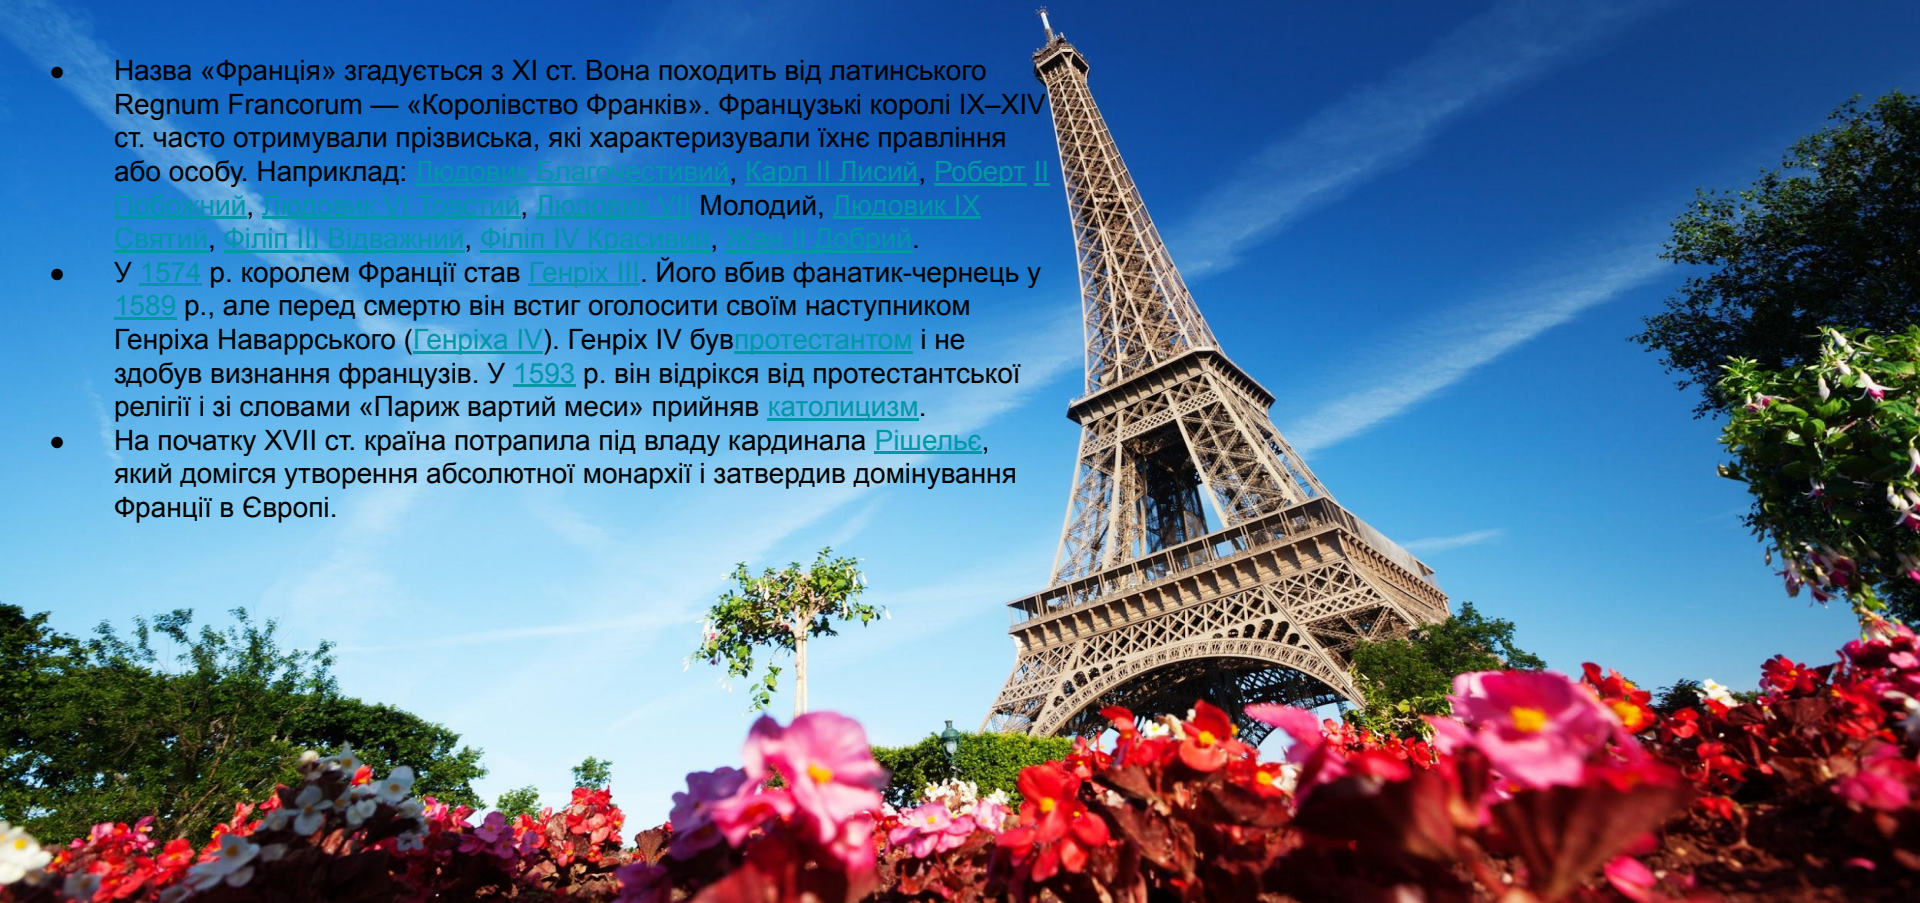 ● Назва «Франція» згадується з XI ст. Вона походить від латинського
Regnum Francorum — «Королівство Франків». Французькі королі IX–XIV
ст. часто отримували прізвиська, які характеризували їхнє правління
або особу. Наприклад: Людовик Благочестивий, Карл II Лисий, Роберт II
Побожний, Людовик VI Товстий, Людовик VII Молодий, Людовик IX
Святий, Філіп III Відважний, Філіп IV Красивий, Жан II Добрий.
● У 1574 р. королем Франції став Генріх III. Його вбив фанатик-чернець у
1589 р., але перед смертю він встиг оголосити своїм наступником
Генріха Наваррського (Генріха IV). Генріх IV бувпротестантом і не
здобув визнання французів. У 1593 р. він відрікся від протестантської
релігії і зі словами «Париж вартий меси» прийняв католицизм.
● На початку XVII ст. країна потрапила під владу кардинала Рішельє,
який домігся утворення абсолютної монархії і затвердив домінування
Франції в Європі.